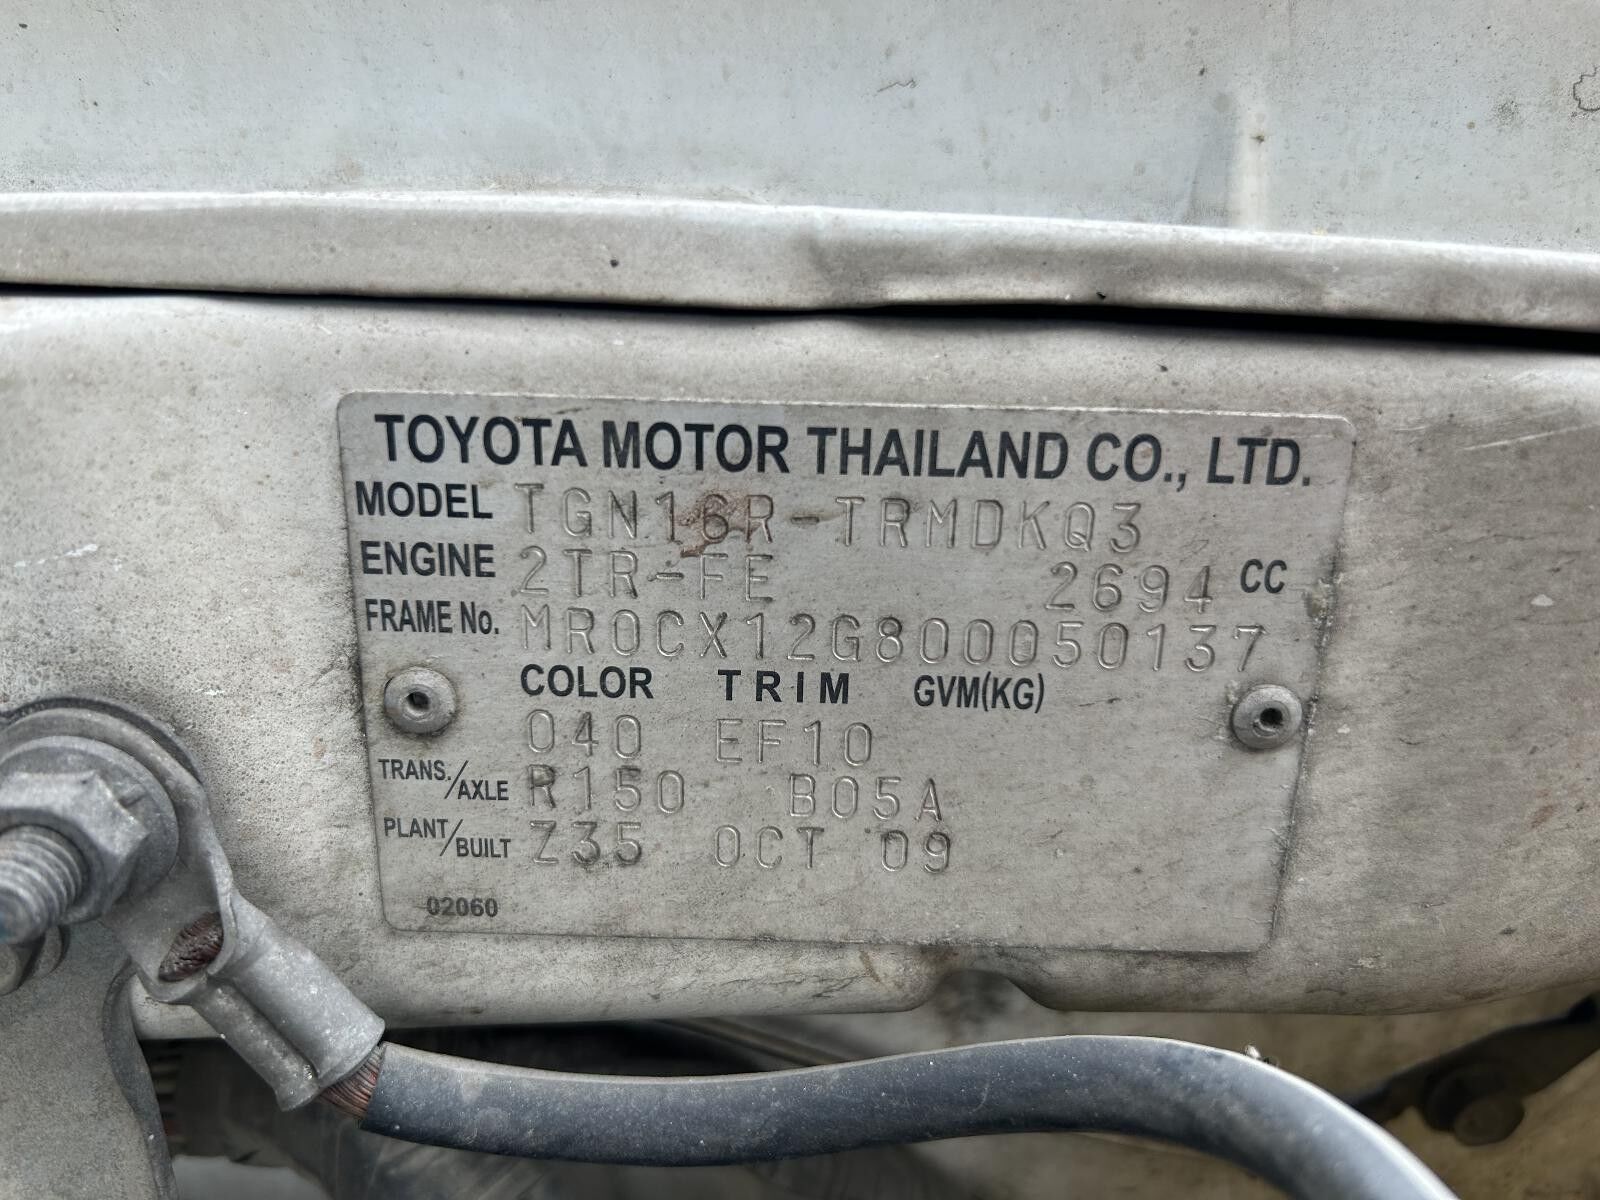 TOYOTA MOTOR THAILAND CO., LTD.
MODEL TGN16R-TRMDKQ3
ENGINE 2TR-FE 2694 CC
FRAME No. MR0CX12G800050137
COLOR TRIM GVM(KG)
040 EF10
TRANS./AXLE R150 B05A
PLANT/BUILT Z35 OCT 09
02060